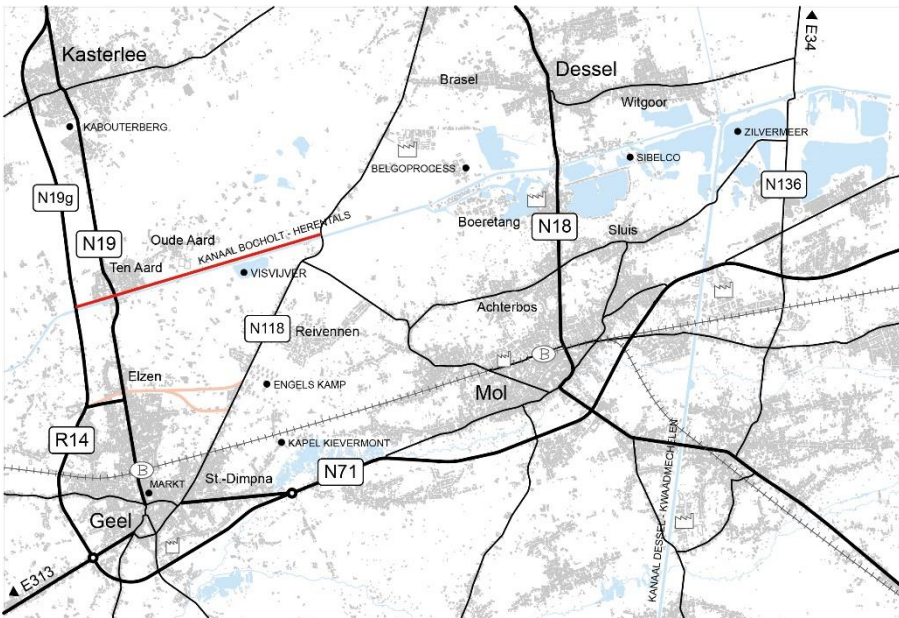 E34
Kasterlee
Dessel
Brasel
Witgoor
KABOUTERBERG
ZILVERMEER
SIBELCO
BELGOPROCESS
N136
N19g
Boeretang
N18
Sluis
N19
Oude Aard
KANAAL BOCHOLT - HERENTALS
Ten Aard
VISVIJVER
Achterbos
N118
Reivennen
B
Elzen
ENGELS KAMP
Mol
R14
KAPEL KIEVERMONT
B
N71
St.-Dimpna
MARKT
Geel
KANAAL DESSEL - KWAADMECHELEN
E313